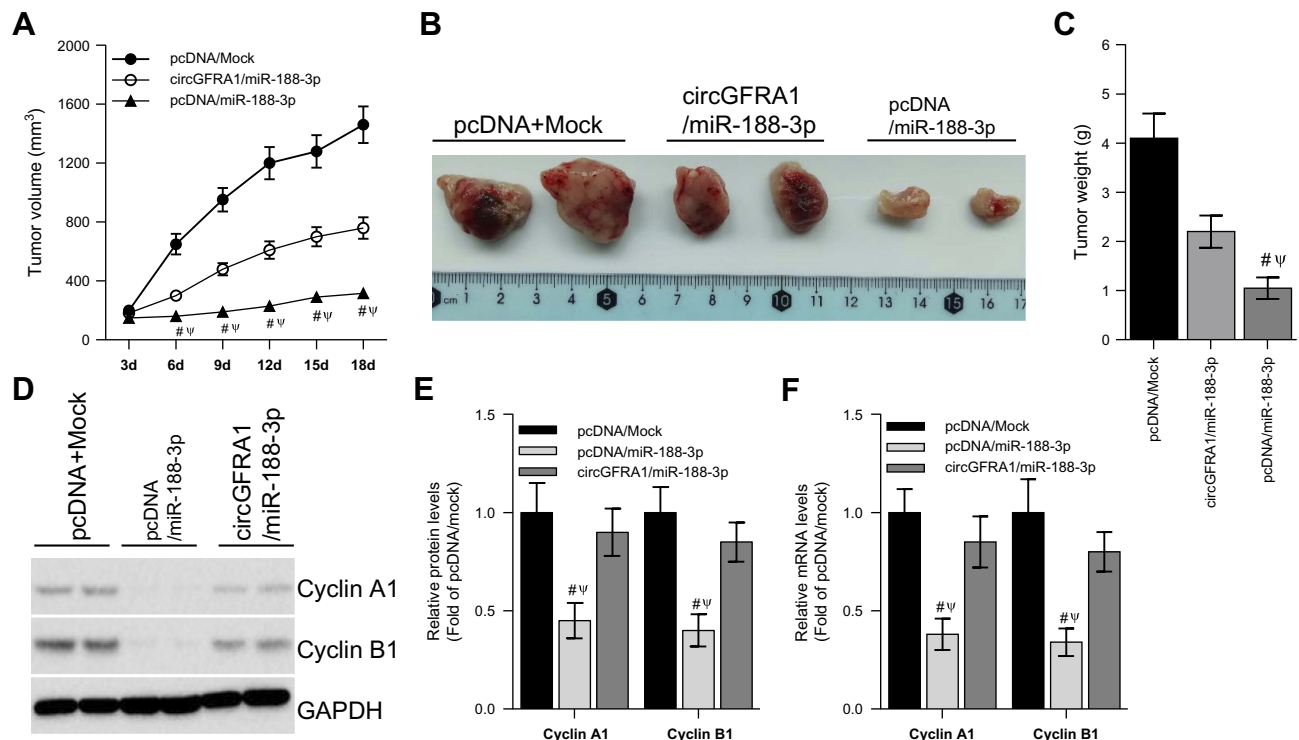 A
Tumor volume (mm³)
2000
1600
1200
800
400
0
pcDNA/Mock
circGFRA1/miR-188-3p
pcDNA/miR-188-3p
#ψ
#ψ
#ψ
#ψ
#ψ
3d 6d 9d 12d 15d 18d
B
pcDNA+Mock
circGFRA1
/miR-188-3p
pcDNA
/miR-188-3p
cm 1 2 3 4 5 6 7 8 9 10 11 12 13 14 15 16 17
C
Tumor weight (g)
6
5
4
3
2
1
0
#ψ
pcDNA/Mock
circGFRA1/miR-188-3p
pcDNA/miR-188-3p
D
pcDNA+Mock
pcDNA
/miR-188-3p
circGFRA1
/miR-188-3p
Cyclin A1
Cyclin B1
GAPDH
E
Relative protein levels
(Fold of pcDNA/mock)
1.5
1.0
0.5
0.0
pcDNA/Mock
pcDNA/miR-188-3p
circGFRA1/miR-188-3p
#ψ
#ψ
Cyclin A1 Cyclin B1
F
Relative mRNA levels
(Fold of pcDNA/mock)
1.5
1.0
0.5
0.0
pcDNA/Mock
pcDNA/miR-188-3p
circGFRA1/miR-188-3p
#ψ
#ψ
Cyclin A1 Cyclin B1